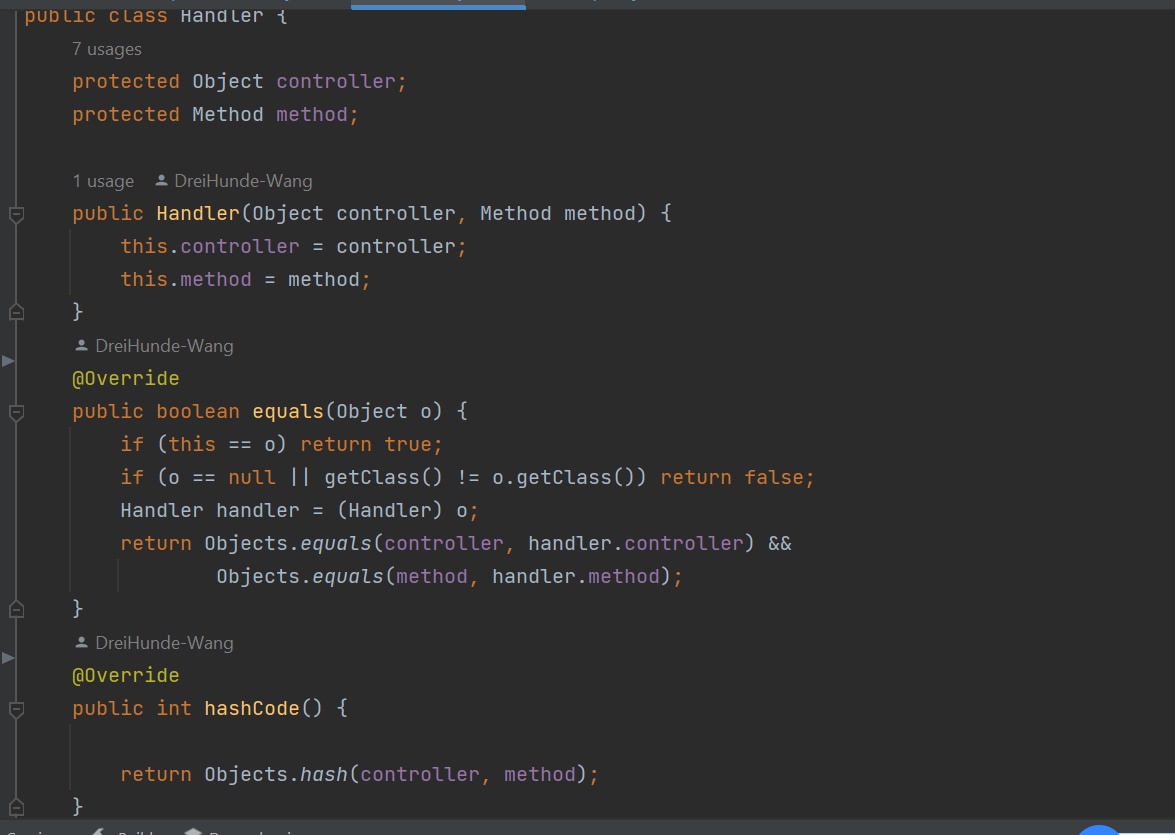 public class Handler {
7 usages
protected Object controller;
protected Method method;
1 usage DreiHunde-Wang
public Handler(Object controller, Method method) {
this.controller = controller;
this.method = method;
}
DreiHunde-Wang
@Override
public boolean equals(Object o) {
if (this == o) return true;
if (o == null || getClass() != o.getClass()) return false;
Handler handler = (Handler) o;
return Objects.equals(controller, handler.controller) &&
Objects.equals(method, handler.method);
}
DreiHunde-Wang
@Override
public int hashCode() {
return Objects.hash(controller, method);
}